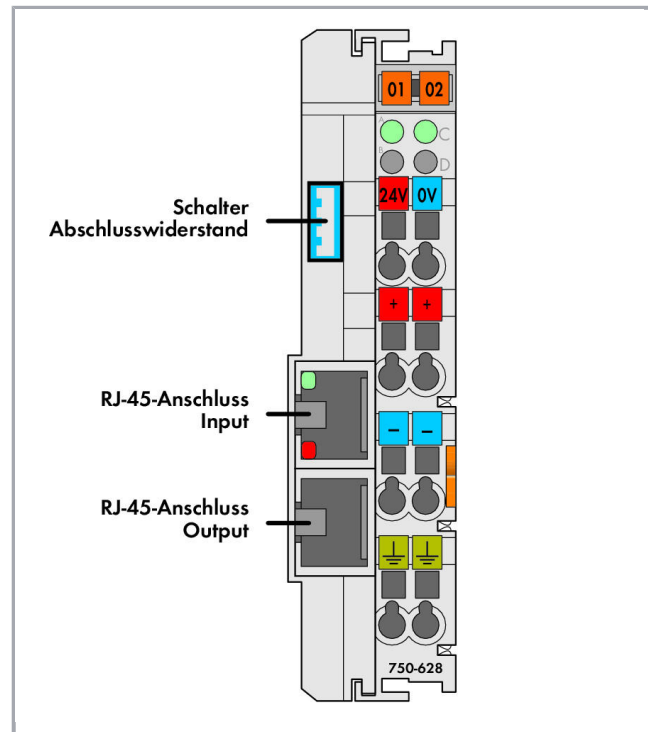 01 02
A C
B D
24V 0V
Schalter
Abschlusswiderstand
+ +
RJ-45-Anschluss
Input
– –
RJ-45-Anschluss
Output
750-628